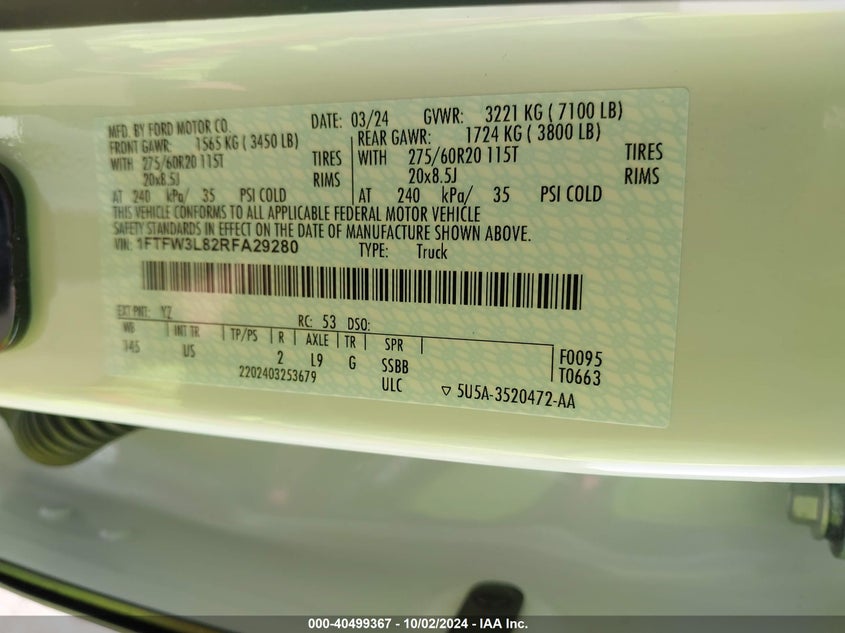 MFD. BY FORD MOTOR CO.
DATE: 03/24 GVWR: 3221 KG ( 7100 LB)
FRONT GAWR: 1565 KG ( 3450 LB)
REAR GAWR: 1724 KG ( 3800 LB)
WITH 275/60R20 115T TIRES
WITH 275/60R20 115T TIRES
20x8.5J RIMS
20x8.5J RIMS
AT 240 kPa/ 35 PSI COLD
AT 240 kPa/ 35 PSI COLD
THIS VEHICLE CONFORMS TO ALL APPLICABLE FEDERAL MOTOR VEHICLE
SAFETY STANDARDS IN EFFECT ON THE DATE OF MANUFACTURE SHOWN ABOVE.
VIN: 1FTFW3L82RFA29280
TYPE: Truck
EXT PNT: YZ RC: 53 DSO:
WB INT TR TP/PS R AXLE TR SPR
145 US 2 L9 G SSBB
F0095
T0663
2202403253679 ULC
▽ 5U5A-3520472-AA
000-40499367 - 10/02/2024 - IAA Inc.